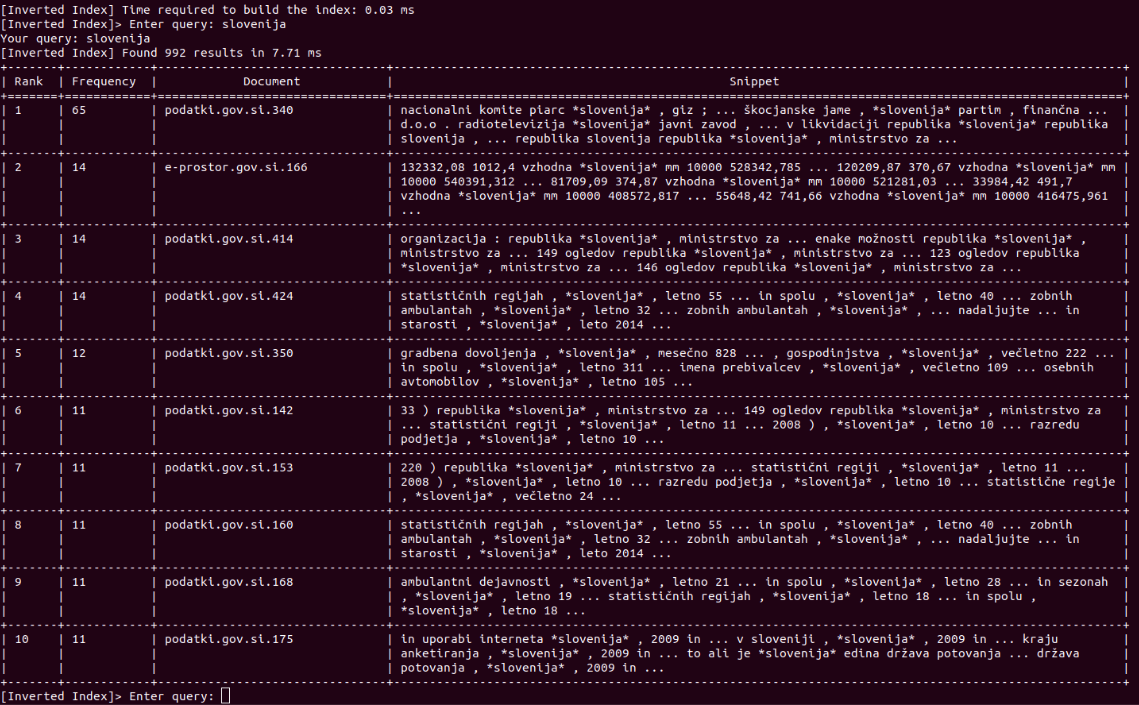 [Inverted Index] Time required to build the index: 0.03 ms
[Inverted Index]> Enter query: slovenija
Your query: slovenija
[Inverted Index] Found 992 results in 7.71 ms
| Rank | Frequency | Document | Snippet |
| 1 | 65 | podatki.gov.si.340 | nacionalni komite piarc *slovenija* , giz ; ... škocjanske jame , *slovenija* partim , finančna ... |
d.o.o . radiotelevizija *slovenija* javni zavod , ... v likvidaciji republika *slovenija* republika
slovenija , ... republika slovenija republika *slovenija* , ministrstvo za ...
| 2 | 14 | e-prostor.gov.si.166 | 132332,08 1012,4 vzhodna *slovenija* mm 10000 528342,785 ... 120209,87 370,67 vzhodna *slovenija* mm |
10000 540391,312 ... 81709,09 374,87 vzhodna *slovenija* mm 10000 521281,03 ... 33984,42 491,7
vzhodna *slovenija* mm 10000 408572,817 ... 55648,42 741,66 vzhodna *slovenija* mm 10000 416475,961
...
| 3 | 14 | podatki.gov.si.414 | organizacija : republika *slovenija* , ministrstvo za ... enake možnosti republika *slovenija* , |
ministrstvo za ... 149 ogledov republika *slovenija* , ministrstvo za ... 123 ogledov republika
*slovenija* , ministrstvo za ... 146 ogledov republika *slovenija* , ministrstvo za ...
| 4 | 14 | podatki.gov.si.424 | statističnih regijah , *slovenija* , letno 55 ... in spolu , *slovenija* , letno 40 ... zobnih |
ambulantah , *slovenija* , letno 32 ... zobnih ambulantah , *slovenija* , ... nadaljujte ... in
starosti , *slovenija* , leto 2014 ...
| 5 | 12 | podatki.gov.si.350 | gradbena dovoljenja , *slovenija* , mesečno 828 ... , gospodinjstva , *slovenija* , večletno 222 ... |
in spolu , *slovenija* , letno 311 ... imena prebivalcev , *slovenija* , večletno 109 ... osebnih
avtomobilov , *slovenija* , letno 105 ...
| 6 | 11 | podatki.gov.si.142 | 33 ) republika *slovenija* , ministrstvo za ... 149 ogledov republika *slovenija* , ministrstvo za |
... statistični regiji , *slovenija* , letno 11 ... 2008 ) , *slovenija* , letno 10 ... razredu
podjetja , *slovenija* , letno 10 ...
| 7 | 11 | podatki.gov.si.153 | 220 ) republika *slovenija* , ministrstvo za ... statistični regiji , *slovenija* , letno 11 ... |
2008 ) , *slovenija* , letno 10 ... razredu podjetja , *slovenija* , letno 10 ... statistične regije
, *slovenija* , večletno 24 ...
| 8 | 11 | podatki.gov.si.160 | statističnih regijah , *slovenija* , letno 55 ... in spolu , *slovenija* , letno 40 ... zobnih |
ambulantah , *slovenija* , letno 32 ... zobnih ambulantah , *slovenija* , ... nadaljujte ... in
starosti , *slovenija* , leto 2014 ...
| 9 | 11 | podatki.gov.si.168 | ambulantni dejavnosti , *slovenija* , letno 21 ... in spolu , *slovenija* , letno 28 ... in sezonah |
, *slovenija* , letno 19 ... statističnih regijah , *slovenija* , letno 18 ... in spolu ,
*slovenija* , letno 18 ...
| 10 | 11 | podatki.gov.si.175 | in uporabi interneta *slovenija* , 2009 in ... v sloveniji , *slovenija* , 2009 in ... kraju |
anketiranja , *slovenija* , 2009 in ... to ali je *slovenija* edina država potovanja ... država
potovanja , *slovenija* , 2009 in ...
[Inverted Index]> Enter query: